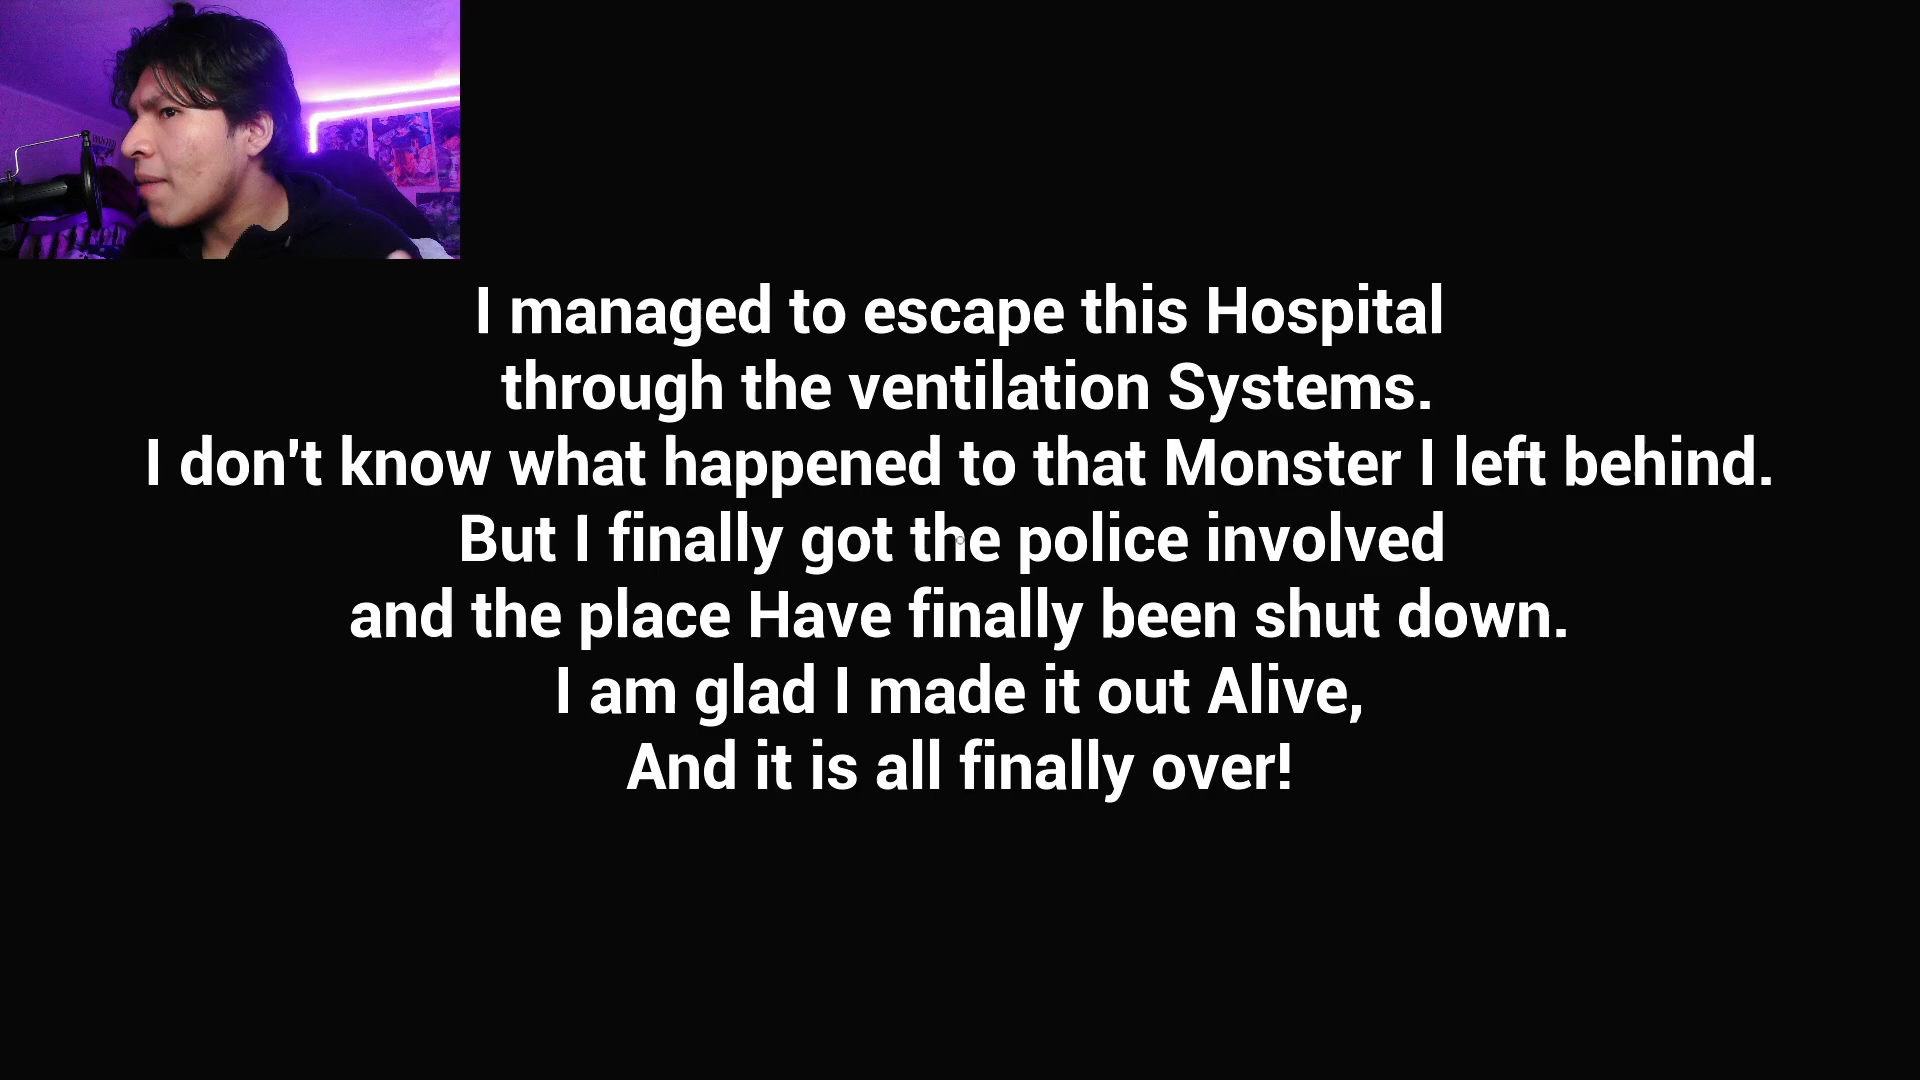 I managed to escape this Hospital
through the ventilation Systems.
I don't know what happened to that Monster I left behind.
But I finally got the police involved
and the place Have finally been shut down.
I am glad I made it out Alive,
And it is all finally over!